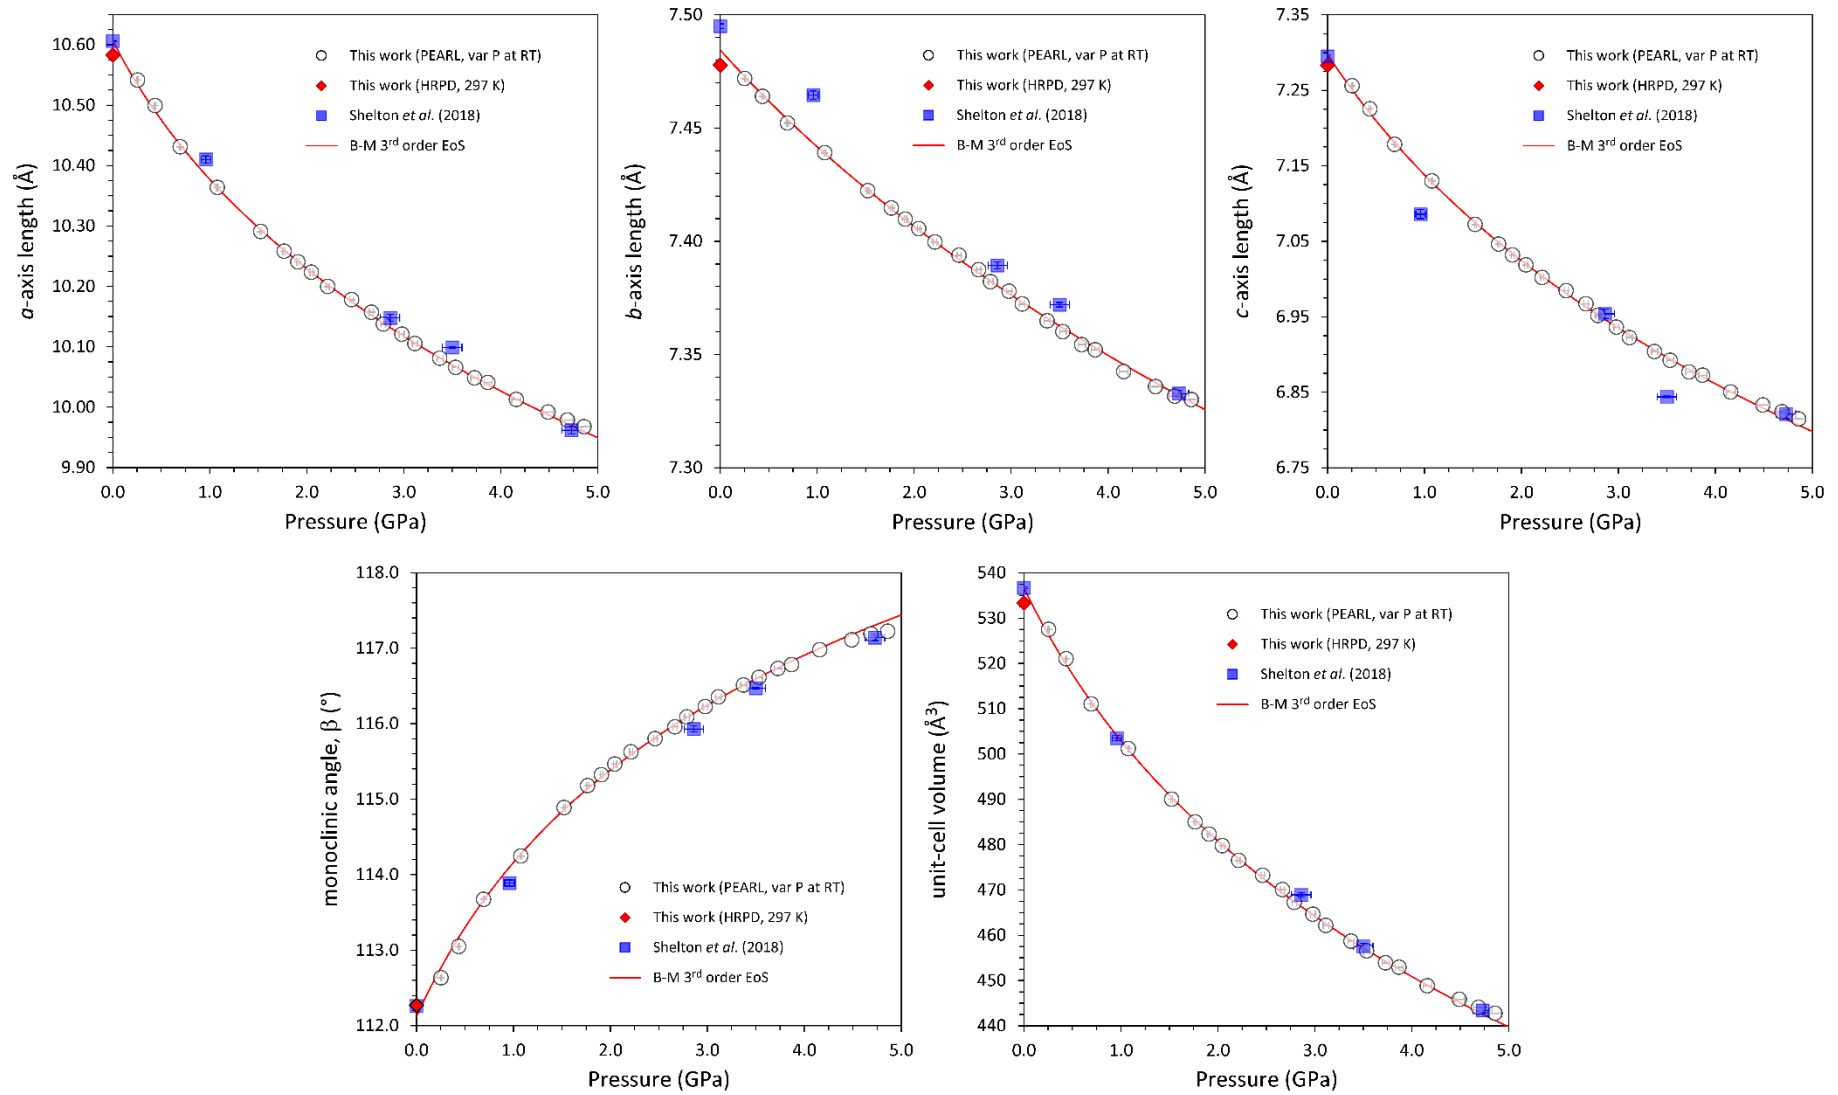 10.60
10.50
10.40
10.30
10.20
10.10
10.00
9.90
a-axis length (Å)
This work (PEARL, var P at RT)
This work (HRPD, 297 K)
Shelton et al. (2018)
B-M 3rd order EoS
0.0 1.0 2.0 3.0 4.0 5.0
Pressure (GPa)
7.50
7.45
7.40
7.35
7.30
b-axis length (Å)
This work (PEARL, var P at RT)
This work (HRPD, 297 K)
Shelton et al. (2018)
B-M 3rd order EoS
0.0 1.0 2.0 3.0 4.0 5.0
Pressure (GPa)
7.35
7.25
7.15
7.05
6.95
6.85
6.75
c-axis length (Å)
This work (PEARL, var P at RT)
This work (HRPD, 297 K)
Shelton et al. (2018)
B-M 3rd order EoS
0.0 1.0 2.0 3.0 4.0 5.0
Pressure (GPa)
118.0
117.0
116.0
115.0
114.0
113.0
112.0
monoclinic angle, β (°)
This work (PEARL, var P at RT)
This work (HRPD, 297 K)
Shelton et al. (2018)
B-M 3rd order EoS
0.0 1.0 2.0 3.0 4.0 5.0
Pressure (GPa)
540
530
520
510
500
490
480
470
460
450
440
unit-cell volume (Å3)
This work (PEARL, var P at RT)
This work (HRPD, 297 K)
Shelton et al. (2018)
B-M 3rd order EoS
0.0 1.0 2.0 3.0 4.0 5.0
Pressure (GPa)